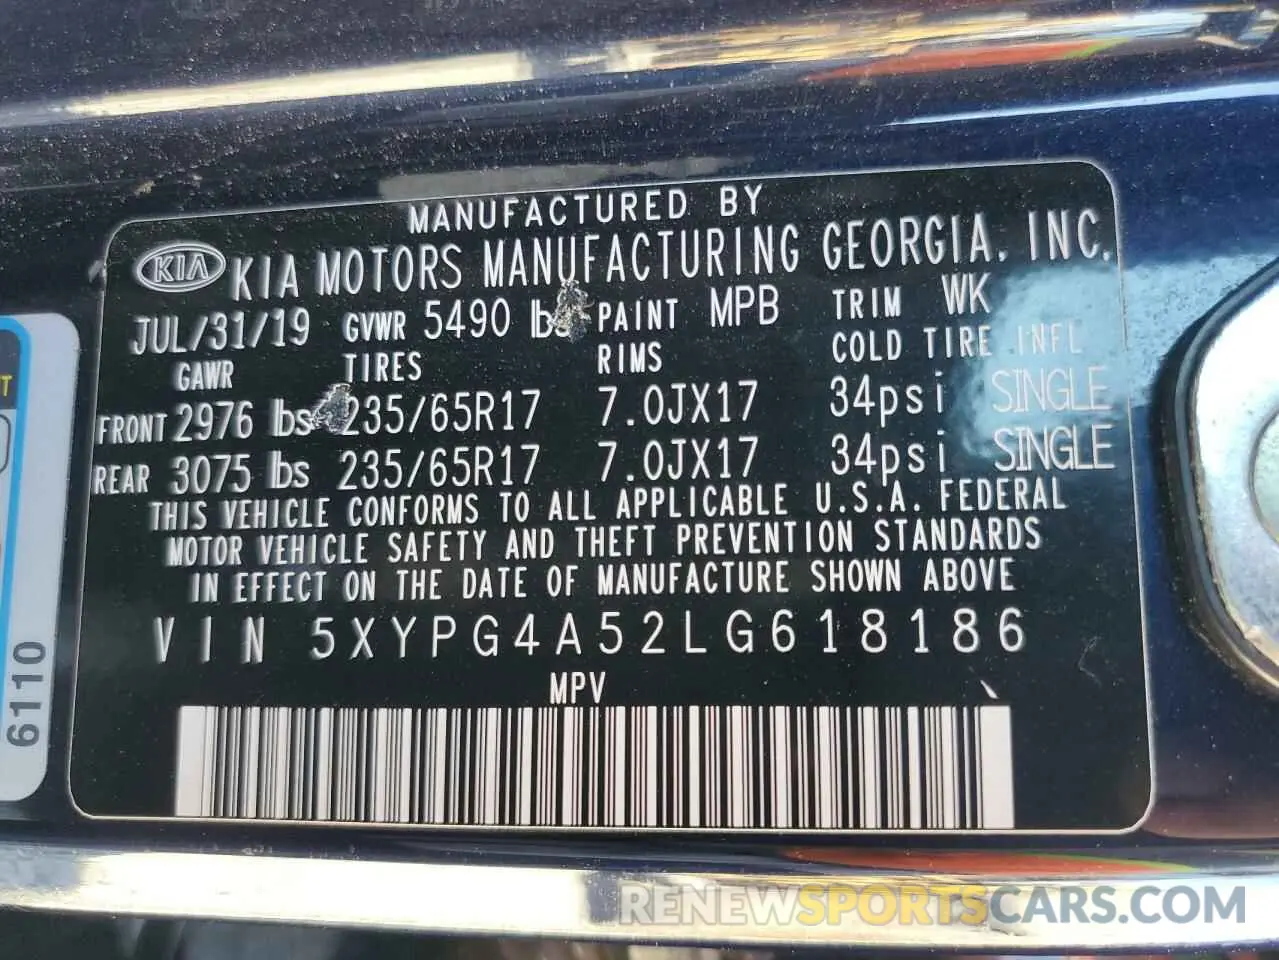 MANUFACTURED BY
KIA KIA MOTORS MANUFACTURING GEORGIA, INC.
JUL/31/19 GVWR 5490 lbs PAINT MPB TRIM WK
GAWR TIRES RIMS COLD TIRE INFL
FRONT 2976 lbs 235/65R17 7.0JX17 34psi SINGLE
REAR 3075 lbs 235/65R17 7.0JX17 34psi SINGLE
THIS VEHICLE CONFORMS TO ALL APPLICABLE U.S.A. FEDERAL
MOTOR VEHICLE SAFETY AND THEFT PREVENTION STANDARDS
IN EFFECT ON THE DATE OF MANUFACTURE SHOWN ABOVE
VIN 5XYPG4A52LG618186
MPV
6110
RENEWSPORTSCARS.COM